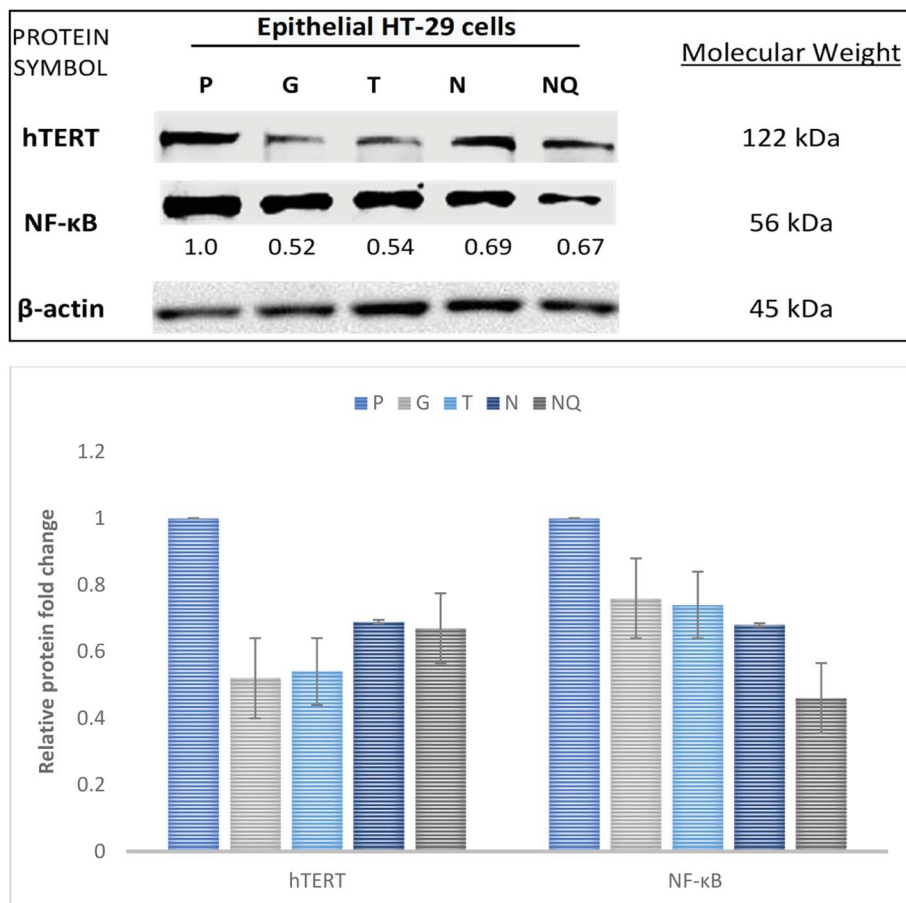 PROTEIN SYMBOL
Epithelial HT-29 cells
Molecular Weight
P G T N NQ
hTERT 122 kDa
NF-κB 56 kDa
1.0 0.52 0.54 0.69 0.67
β-actin 45 kDa
P G T N NQ
Relative protein fold change
1.2
1
0.8
0.6
0.4
0.2
0
hTERT NF-κB